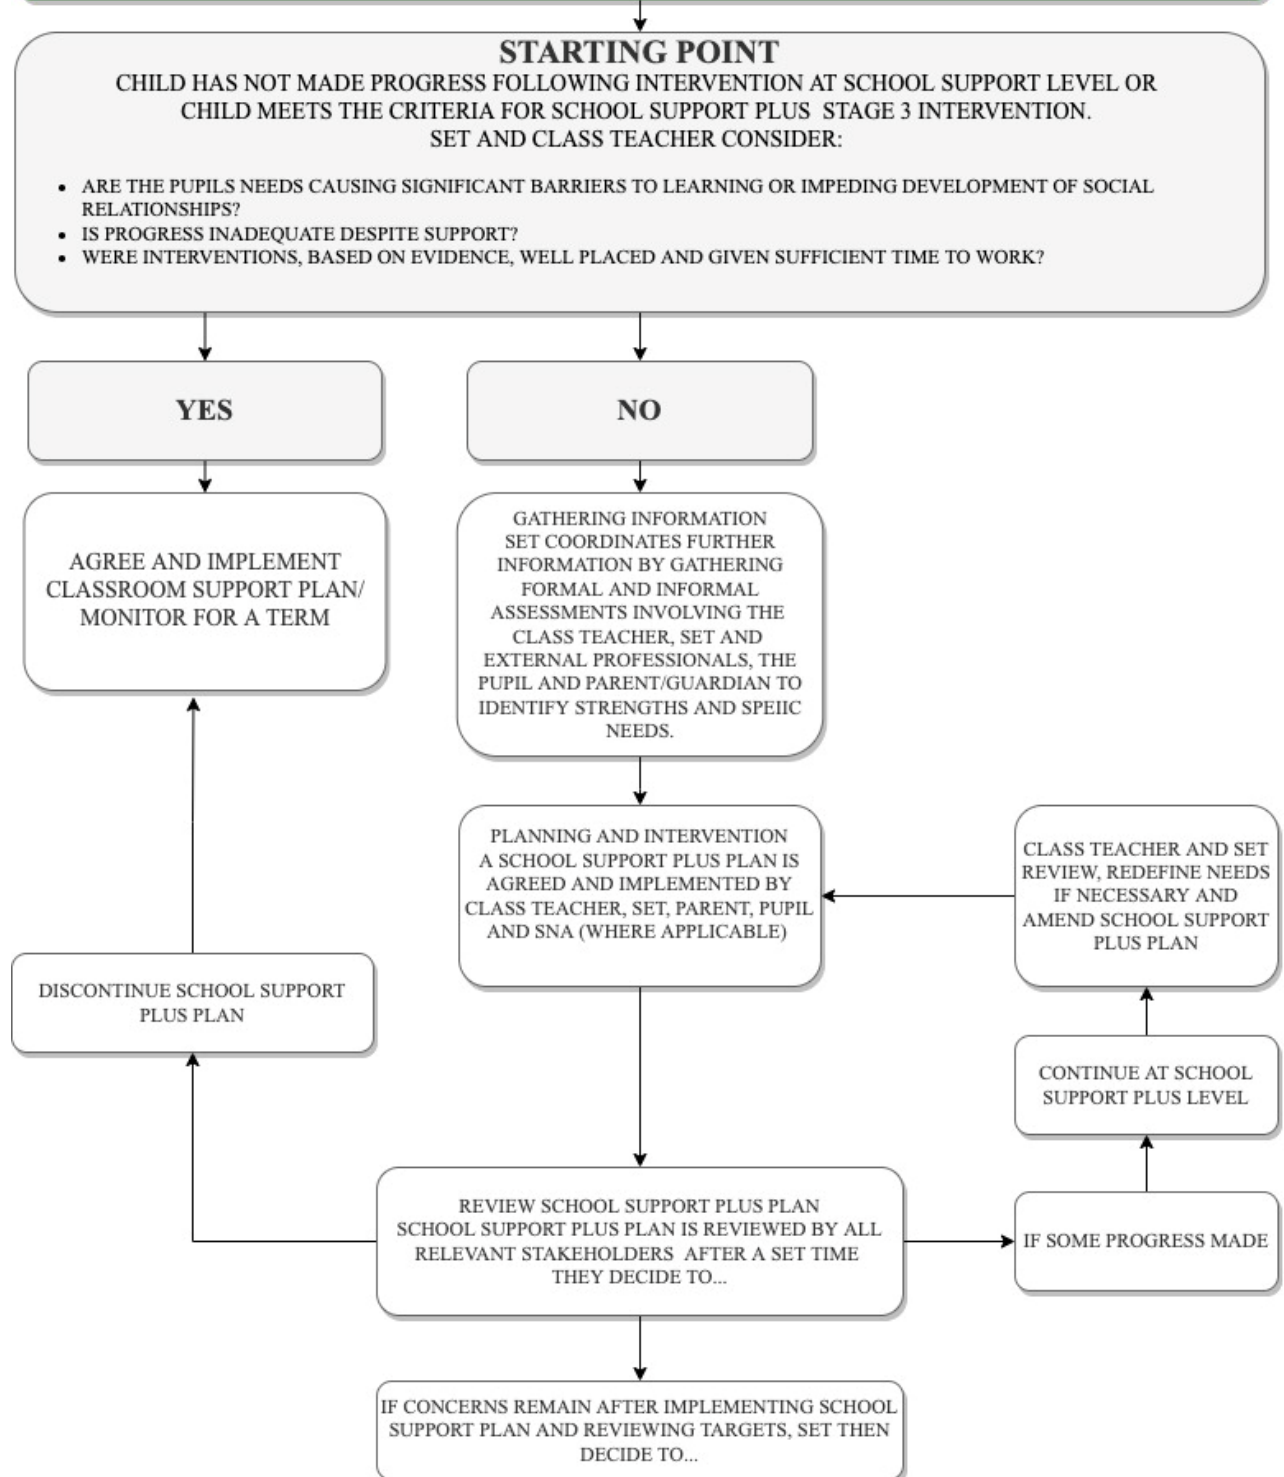 STARTING POINT
CHILD HAS NOT MADE PROGRESS FOLLOWING INTERVENTION AT SCHOOL SUPPORT LEVEL OR
CHILD MEETS THE CRITERIA FOR SCHOOL SUPPORT PLUS STAGE 3 INTERVENTION.
SET AND CLASS TEACHER CONSIDER:
• ARE THE PUPILS NEEDS CAUSING SIGNIFICANT BARRIERS TO LEARNING OR IMPEDING DEVELOPMENT OF SOCIAL
RELATIONSHIPS?
• IS PROGRESS INADEQUATE DESPITE SUPPORT?
• WERE INTERVENTIONS, BASED ON EVIDENCE, WELL PLACED AND GIVEN SUFFICIENT TIME TO WORK?
YES
NO
AGREE AND IMPLEMENT
CLASSROOM SUPPORT PLAN/
MONITOR FOR A TERM
GATHERING INFORMATION
SET COORDINATES FURTHER
INFORMATION BY GATHERING
FORMAL AND INFORMAL
ASSESSMENTS INVOLVING THE
CLASS TEACHER, SET AND
EXTERNAL PROFESSIONALS, THE
PUPIL AND PARENT/GUARDIAN TO
IDENTIFY STRENGTHS AND SPEIIC
NEEDS.
PLANNING AND INTERVENTION
A SCHOOL SUPPORT PLUS PLAN IS
AGREED AND IMPLEMENTED BY
CLASS TEACHER, SET, PARENT, PUPIL
AND SNA (WHERE APPLICABLE)
CLASS TEACHER AND SET
REVIEW, REDEFINE NEEDS
IF NECESSARY AND
AMEND SCHOOL SUPPORT
PLUS PLAN
DISCONTINUE SCHOOL SUPPORT
PLUS PLAN
CONTINUE AT SCHOOL
SUPPORT PLUS LEVEL
REVIEW SCHOOL SUPPORT PLUS PLAN
SCHOOL SUPPORT PLUS PLAN IS REVIEWED BY ALL
RELEVANT STAKEHOLDERS AFTER A SET TIME
THEY DECIDE TO...
IF SOME PROGRESS MADE
IF CONCERNS REMAIN AFTER IMPLEMENTING SCHOOL
SUPPORT PLAN AND REVIEWING TARGETS, SET THEN
DECIDE TO...